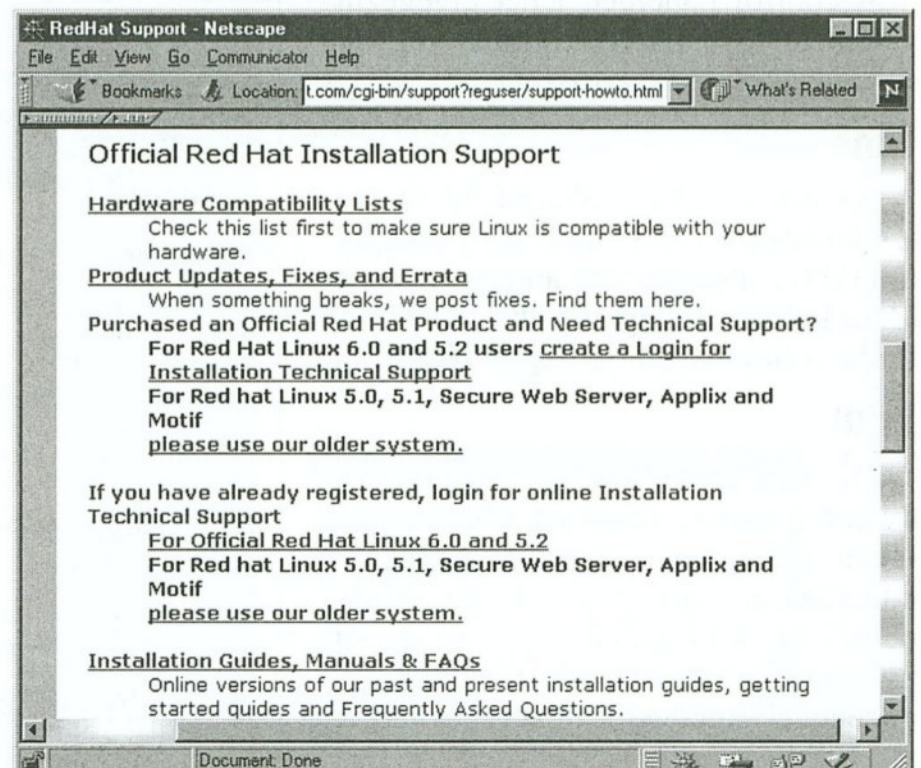 RedHat Support - Netscape
File Edit View Go Communicator Help
Bookmarks Location: t.com/cgi-bin/support?reguser/support-howto.html What's Related N
Official Red Hat Installation Support
Hardware Compatibility Lists
Check this list first to make sure Linux is compatible with your
hardware.
Product Updates, Fixes, and Errata
When something breaks, we post fixes. Find them here.
Purchased an Official Red Hat Product and Need Technical Support?
For Red Hat Linux 6.0 and 5.2 users create a Login for
Installation Technical Support
For Red hat Linux 5.0, 5.1, Secure Web Server, Applix and
Motif
please use our older system.
If you have already registered, login for online Installation
Technical Support
For Official Red Hat Linux 6.0 and 5.2
For Red hat Linux 5.0, 5.1, Secure Web Server, Applix and
Motif
please use our older system.
Installation Guides, Manuals & FAQs
Online versions of our past and present installation guides, getting
started guides and Frequently Asked Questions.
Document: Done